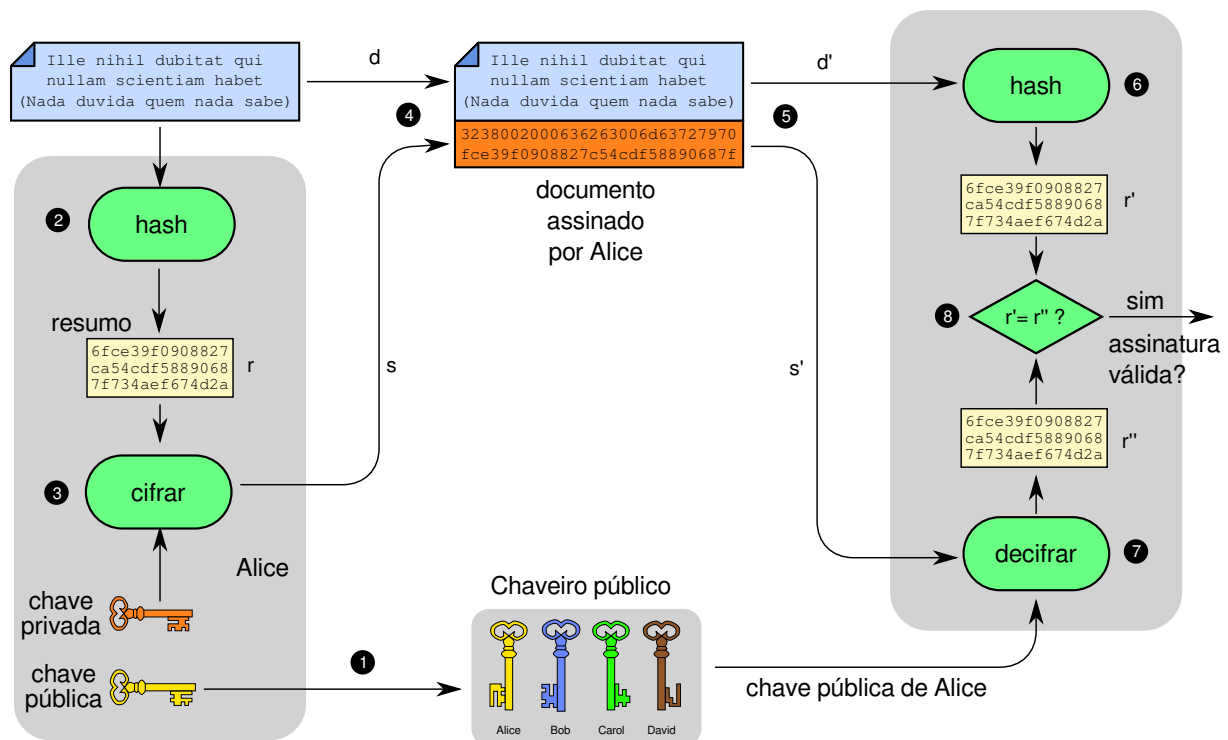 Ille nihil dubitat qui
nullam scientiam habet
(Nada duvida quem nada sabe)
d
4
Ille nihil dubitat qui
nullam scientiam habet
(Nada duvida quem nada sabe)
3238002000636263006d63727970
fce39f0908827c54cdf58890687f
documento
assinado
por Alice
5
d'
hash
6
2
hash
resumo
6fce39f0908827
ca54cdf5889068
7f734aef674d2a
r
3
cifrar
s
Alice
chave
privada
chave
pública
1
Chaveiro público
Alice
Bob
Carol
David
chave pública de Alice
s'
6fce39f0908827
ca54cdf5889068
7f734aef674d2a
r'
8
r'= r'' ?
sim
assinatura
válida?
6fce39f0908827
ca54cdf5889068
7f734aef674d2a
r''
decifrar
7